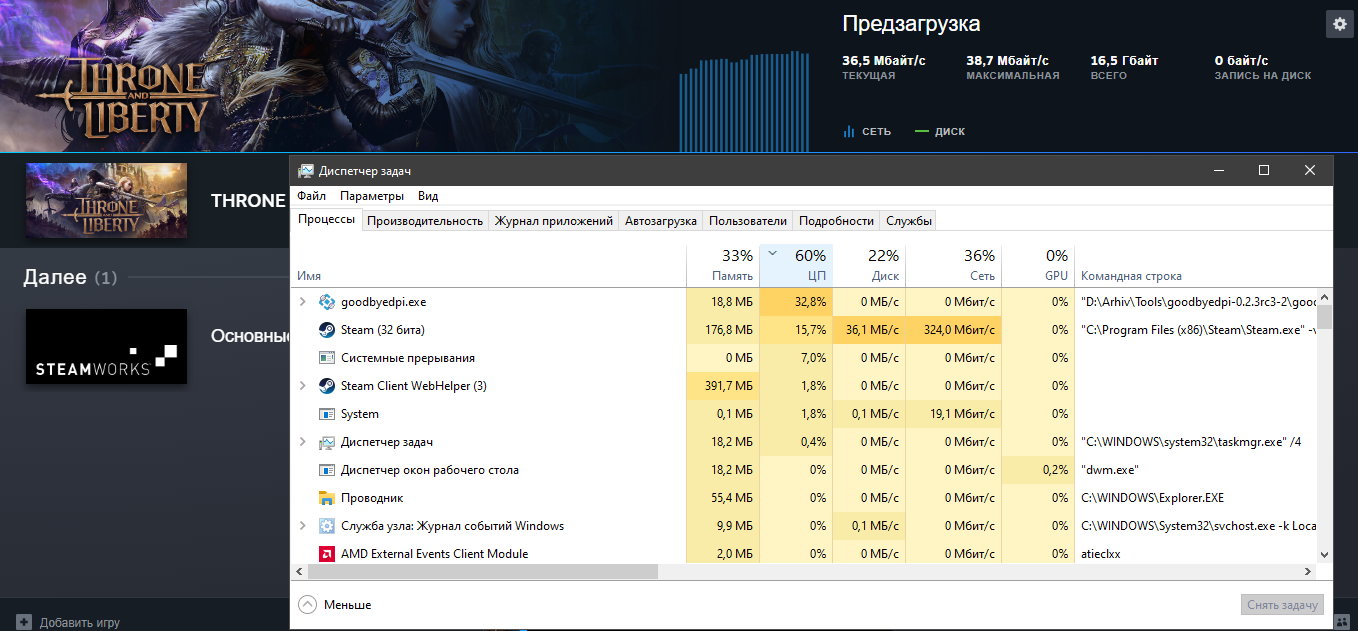 Предзагрузка
36,5 Мбайт/с 38,7 Мбайт/с 16,5 Гбайт 0 байт/с
ТЕКУЩАЯ МАКСИМАЛЬНАЯ ВСЕГО ЗАПИСЬ НА ДИСК
THRONE
AND
LIBERTY
СЕТЬ ДИСК
Диспетчер задач
THRONE AND LIBERTY
THRONE
Файл Параметры Вид
Процессы Производительность Журнал приложений Автозагрузка Пользователи Подробности Службы
33% 60% 22% 36% 0%
Имя Память ЦП Диск Сеть GPU Командная строка
Далее (1)
goodbyedpi.exe 18,8 МБ 32,8% 0 МБ/с 0 Мбит/с 0% "D:\Arhiv\Tools\goodbyedpi-0.2.3rc3-2\gooc
Steam (32 бита) 176,8 МБ 15,7% 36,1 МБ/с 324,0 Мбит/с 0% "C:\Program Files (x86)\Steam\Steam.exe" -v
Основные
Системные прерывания 0 МБ 7,0% 0 МБ/с 0 Мбит/с 0%
STEAMWORKS
Steam Client WebHelper (3) 391,7 МБ 1,8% 0 МБ/с 0 Мбит/с 0%
System 0,1 МБ 1,8% 0,1 МБ/с 19,1 Мбит/с 0%
Диспетчер задач 18,2 МБ 0,4% 0 МБ/с 0 Мбит/с 0% "C:\WINDOWS\system32\taskmgr.exe" /4
Диспетчер окон рабочего стола 18,2 МБ 0% 0 МБ/с 0 Мбит/с 0,2% "dwm.exe"
Проводник 55,4 МБ 0% 0 МБ/с 0 Мбит/с 0% C:\WINDOWS\Explorer.EXE
Служба узла: Журнал событий Windows 9,9 МБ 0% 0,1 МБ/с 0 Мбит/с 0% C:\WINDOWS\System32\svchost.exe -k Loca
AMD External Events Client Module 2,0 МБ 0% 0 МБ/с 0 Мбит/с 0% atieclxx
Меньше Снять задачу
Добавить игру